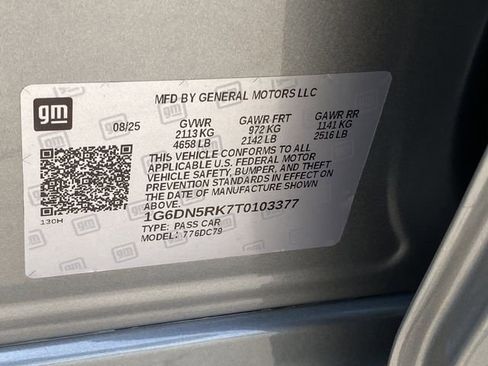 gm
MFD BY GENERAL MOTORS LLC
08/25 GVWR GAWR FRT GAWR RR
2113 KG 972 KG 1141 KG
4658 LB 2142 LB 2516 LB
THIS VEHICLE CONFORMS TO ALL
APPLICABLE U.S. FEDERAL MOTOR
VEHICLE SAFETY, BUMPER, AND THEFT
PREVENTION STANDARDS IN EFFECT ON
THE DATE OF MANUFACTURE SHOWN
ABOVE.
1G6DN5RK7T0103377
TYPE: PASS CAR
MODEL: 776DC79
13CH